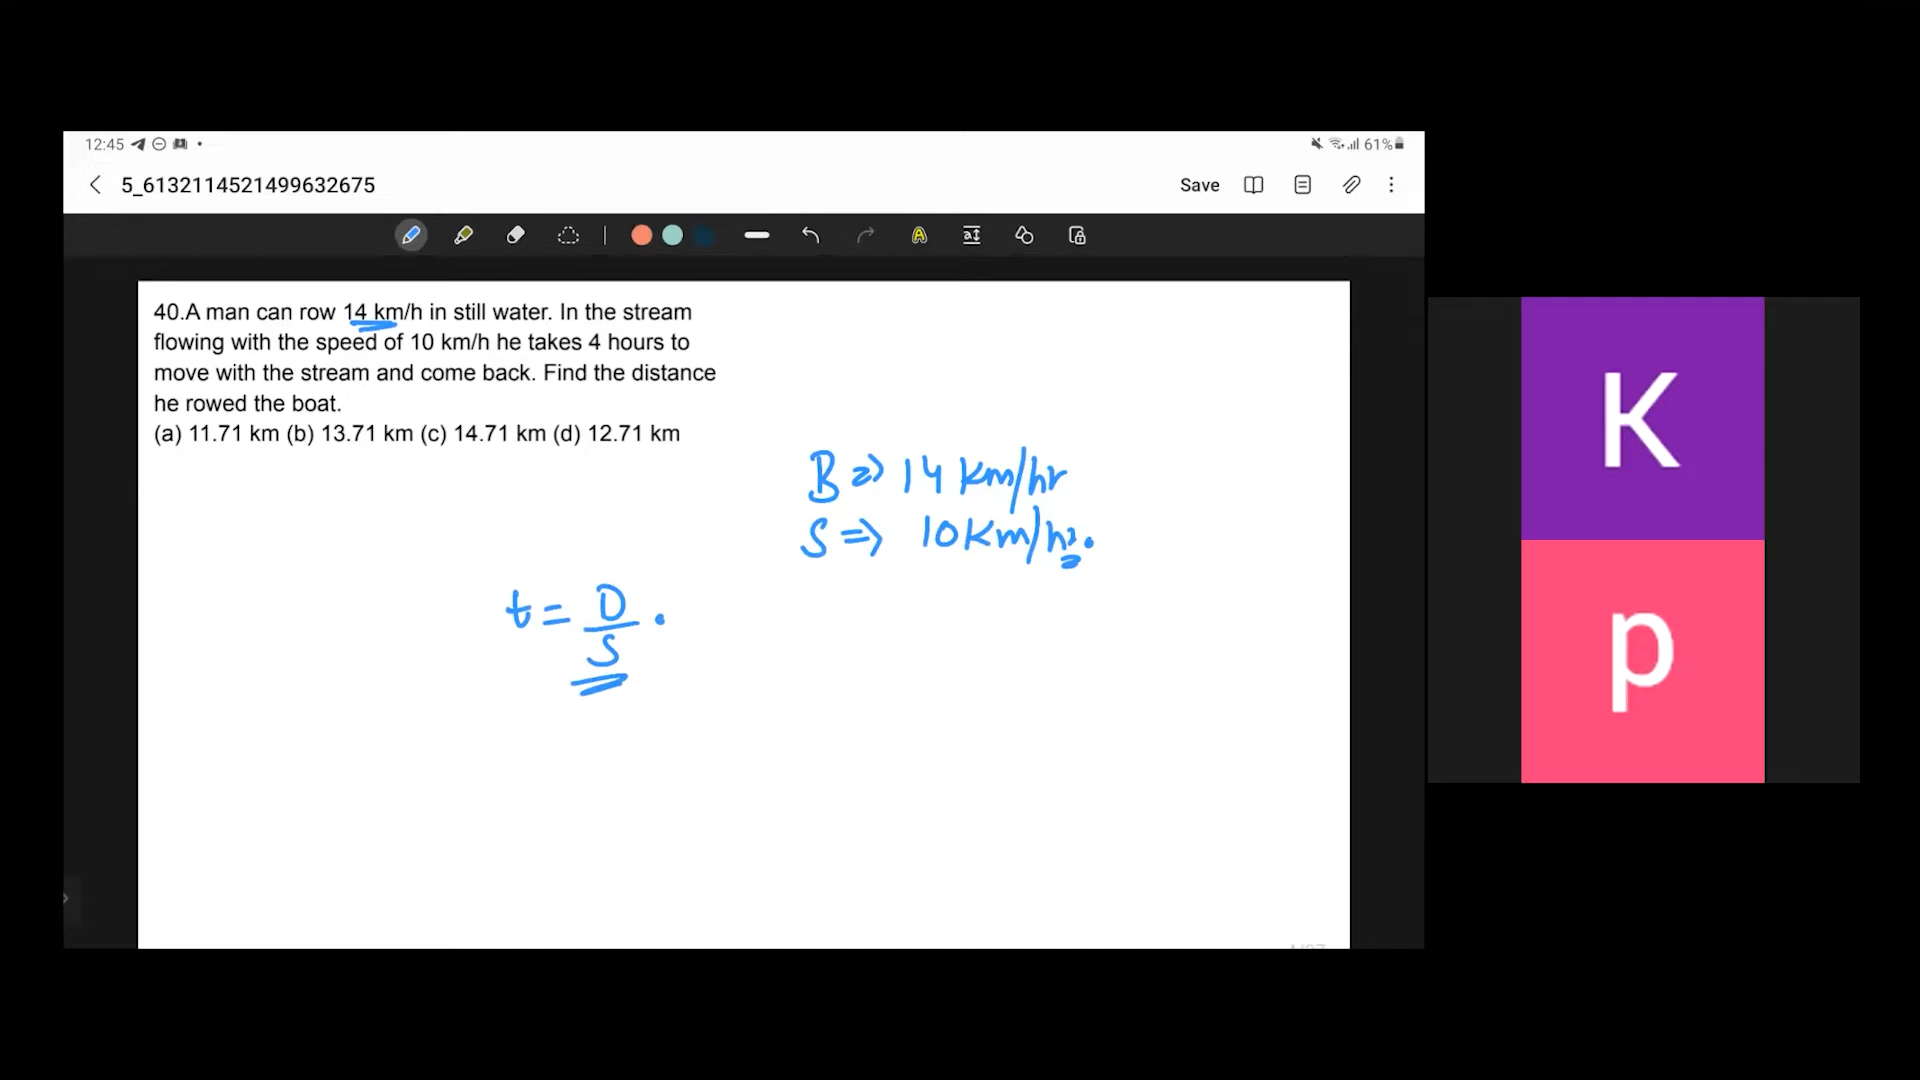 12:45
61%
5_6132114521499632675
Save
40.A man can row 14 km/h in still water. In the stream
flowing with the speed of 10 km/h he takes 4 hours to
move with the stream and come back. Find the distance
he rowed the boat.
(a) 11.71 km (b) 13.71 km (c) 14.71 km (d) 12.71 km
B => 14 km/hr
S => 10 Km/hr.
t = D/S .
K
p